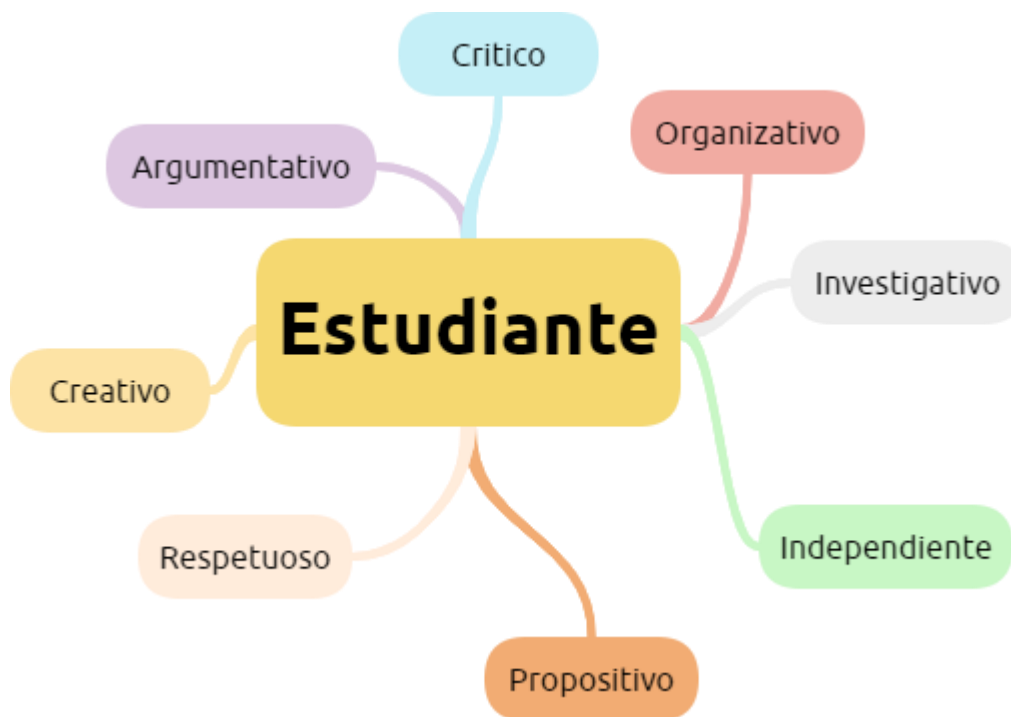 Critico
Organizativo
Argumentativo
Investigativo
Estudiante
Creativo
Independiente
Respetuoso
Propositivo